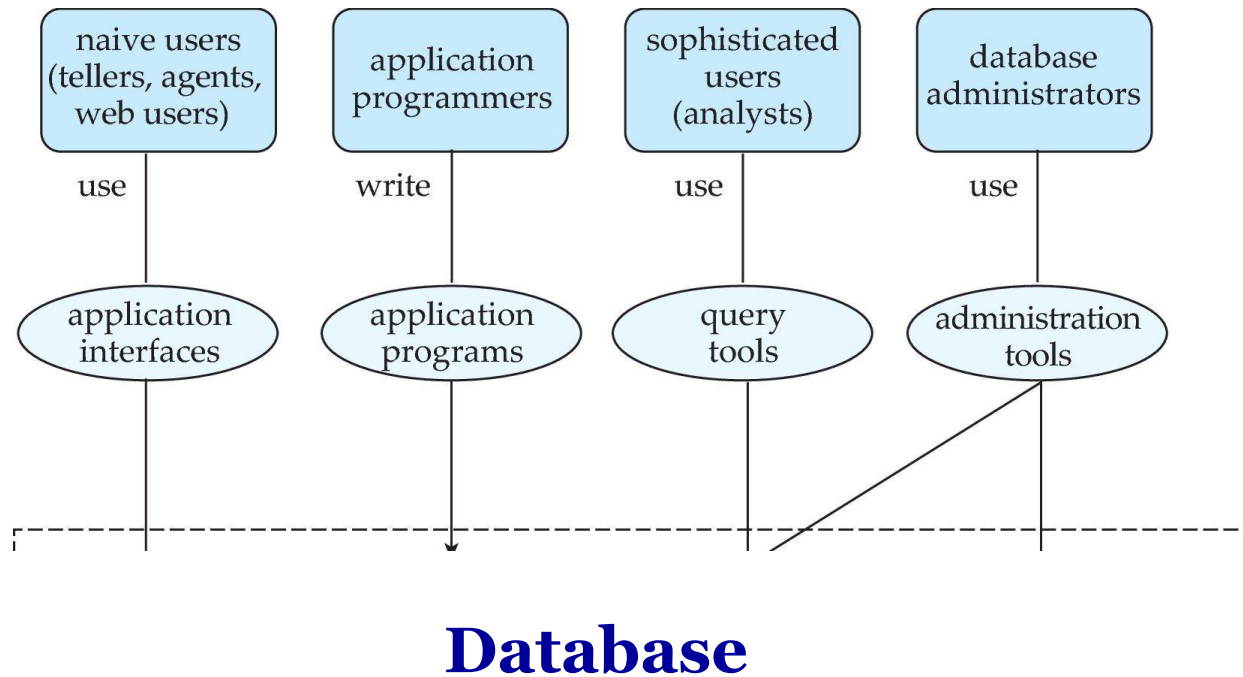 naive users
(tellers, agents,
web users)
application
programmers
sophisticated
users
(analysts)
database
administrators
use
write
use
use
application
interfaces
application
programs
query
tools
administration
tools
Database